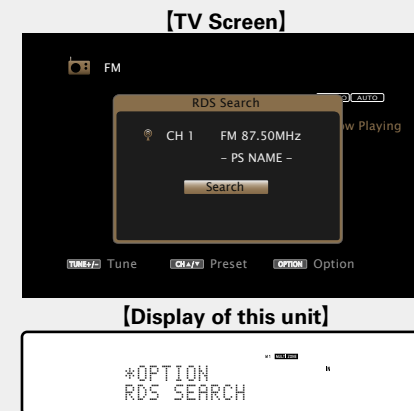 【TV Screen】
FM
AUTO
RDS Search
ow Playing
CH 1 FM 87.50MHz
– PS NAME –
Search
TUNE+/– Tune CH▲/▼ Preset OPTION Option
【Display of this unit】
*OPTION
RDS SEARCH